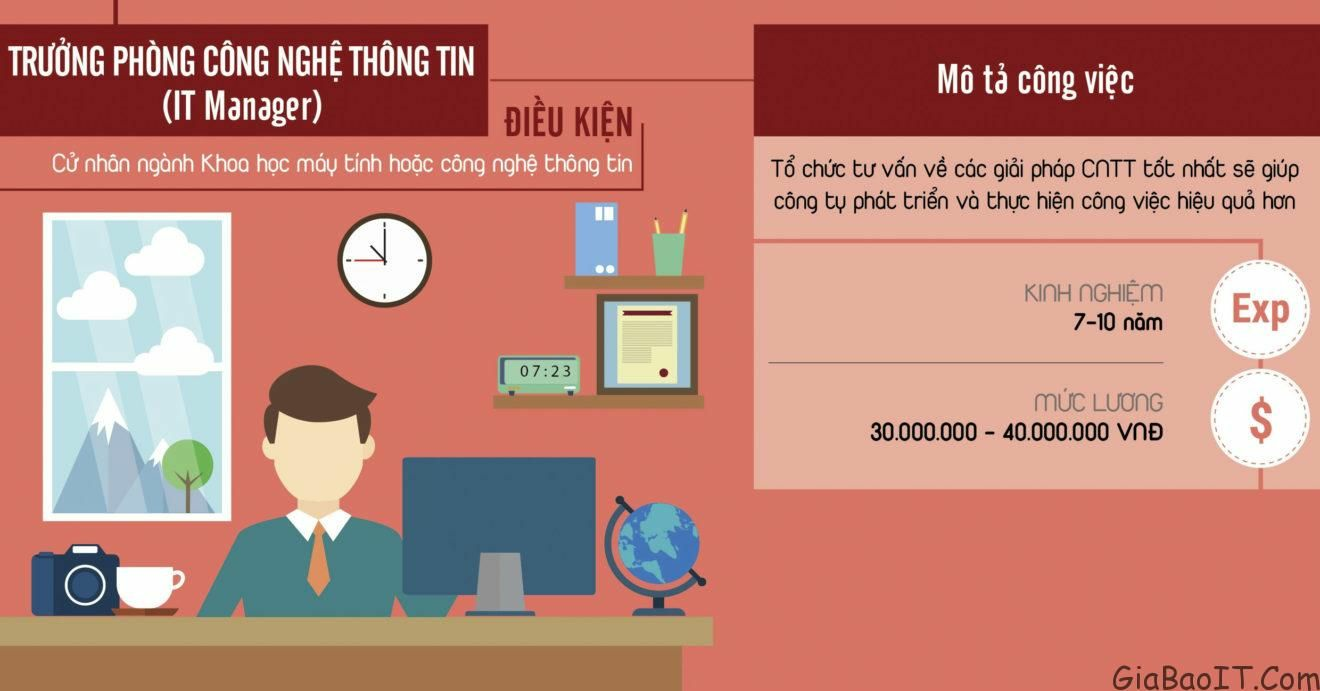 TRƯỞNG PHÒNG CÔNG NGHỆ THÔNG TIN
(IT Manager)
ĐIỀU KIỆN
Cử nhân ngành Khoa học máy tính hoặc công nghệ thông tin
07:23
Mô tả công việc
Tổ chức tư vấn về các giải pháp CNTT tốt nhất sẽ giúp
công ty phát triển và thực hiện công việc hiệu quả hơn
KINH NGHIỆM
7-10 năm
Exp
MỨC LƯƠNG
30.000.000 - 40.000.000 VNĐ
$
GiaBaoIT.Com